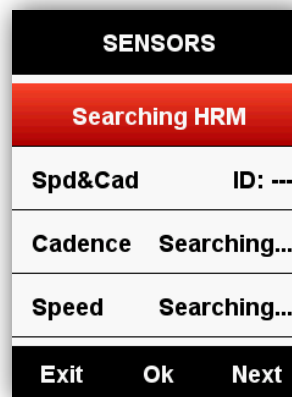 SENSORS
Searching HRM
Spd&Cad ID: ---
Cadence Searching...
Speed Searching...
Exit Ok Next